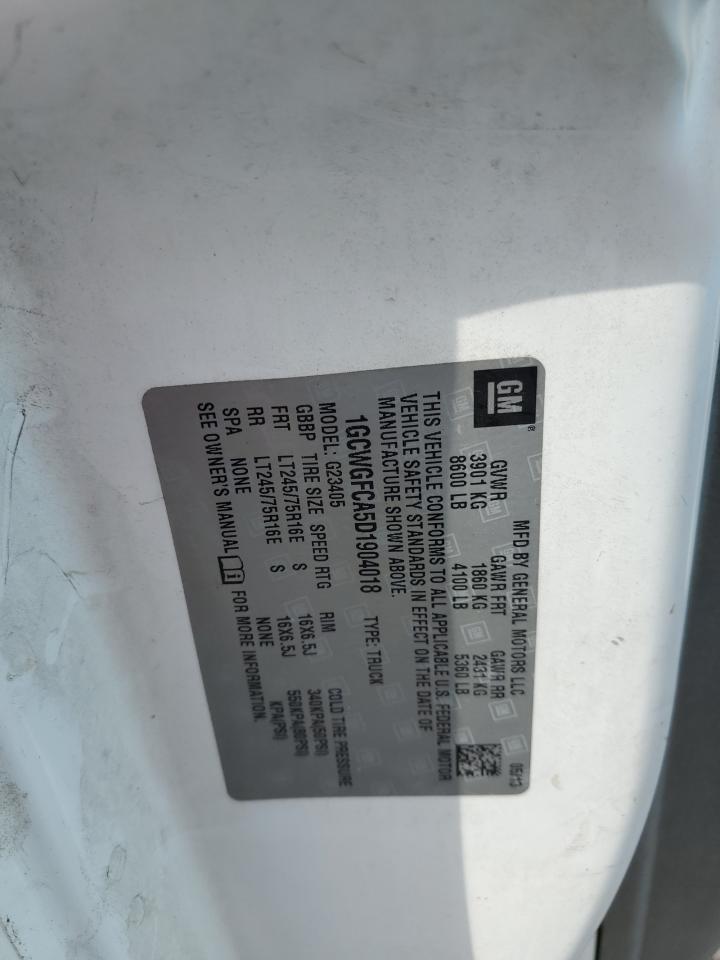 GM ®
MFD BY GENERAL MOTORS LLC 05/13
GVWR GAWR FRT GAWR RR
3901 KG 1860 KG 2431 KG
8600 LB 4100 LB 5360 LB
THIS VEHICLE CONFORMS TO ALL APPLICABLE U.S. FEDERAL MOTOR
VEHICLE SAFETY STANDARDS IN EFFECT ON THE DATE OF
MANUFACTURE SHOWN ABOVE.
1GCWGFCA5D1904018 TYPE: TRUCK
MODEL: G23405
GBBP TIRE SIZE SPEED RTG RIM COLD TIRE PRESSURE
FRT LT245/75R16E S 16X6.5J 340KPA(50PSI)
RR LT245/75R16E S 16X6.5J 550KPA(80PSI)
SPA NONE NONE KPA(PSI)
SEE OWNER'S MANUAL i FOR MORE INFORMATION.